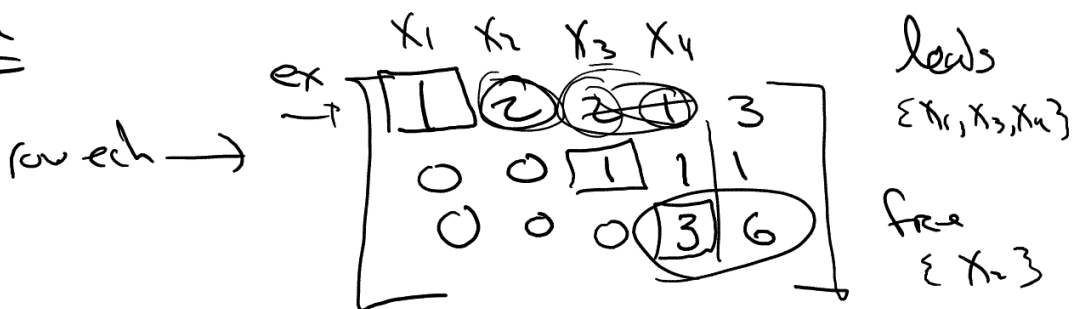 X1 X2 X3 X4
ex → 1 2 2 1 3
leads
{X1, X3, X4}
row ech → 0 0 1 1 1
0 0 0 3 6
free
{X2}